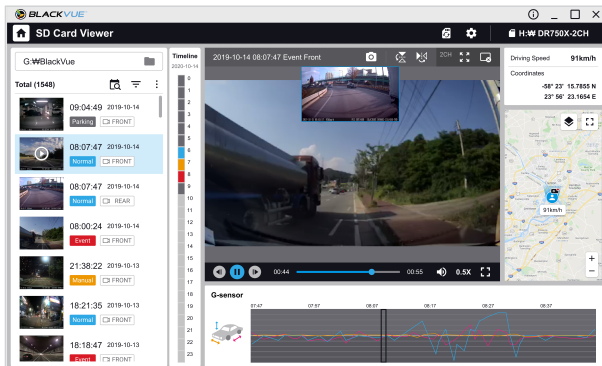 BLACKVUE
SD Card Viewer
H:₩ DR750X-2CH
G:₩BlackVue
Total (1548)
09:04:49 2019-10-14
Parking FRONT
08:07:47 2019-10-14
Normal FRONT
08:07:47 2019-10-14
Normal REAR
08:00:24 2019-10-14
Event FRONT
21:38:22 2019-10-13
Manual FRONT
18:21:35 2019-10-13
Normal FRONT
18:18:47 2019-10-13
Event FRONT
Timeline
2020-10-14
0
1
2
3
4
5
6
7
8
9
10
11
12
13
14
15
16
17
18
19
20
21
22
23
2019-10-14 08:07:47 Event Front
2CH
00:44
00:55
0.5X
Driving Speed 91km/h
Coordinates
-58° 23' 15.7855 N
23° 56' 23.1654 E
91km/h
+
−
G-sensor
07:47 07:57 08:07 08:17 08:27 08:37